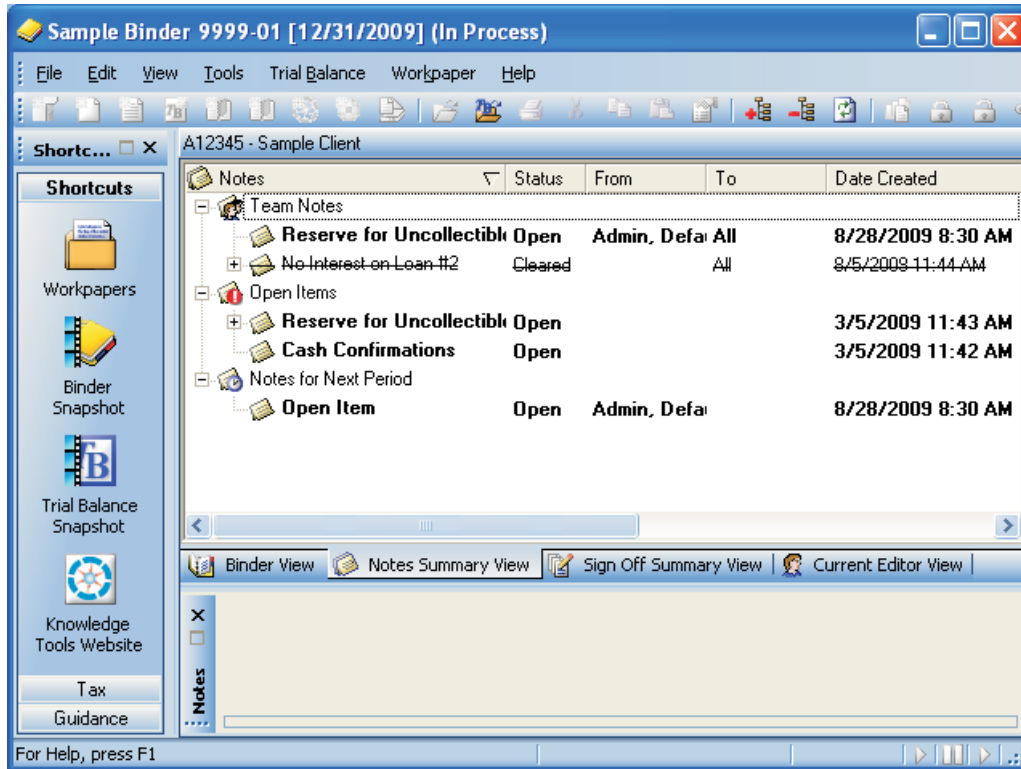 Sample Binder 9999-01 [12/31/2009] (In Process)
File Edit View Tools Trial Balance Workpaper Help
Shortc...
A12345 - Sample Client
Shortcuts
Notes Status From To Date Created
Team Notes
Reserve for Uncollectibl Open Admin, Defa All 8/28/2009 8:30 AM
No Interest on Loan #2 Cleared All 8/5/2009 11:44 AM
Open Items
Reserve for Uncollectibl Open 3/5/2009 11:43 AM
Cash Confirmations Open 3/5/2009 11:42 AM
Notes for Next Period
Open Item Open Admin, Defa 8/28/2009 8:30 AM
Workpapers
Binder
Snapshot
TB
Trial Balance
Snapshot
Knowledge
Tools Website
Tax
Guidance
Binder View Notes Summary View Sign Off Summary View Current Editor View
Notes
For Help, press F1